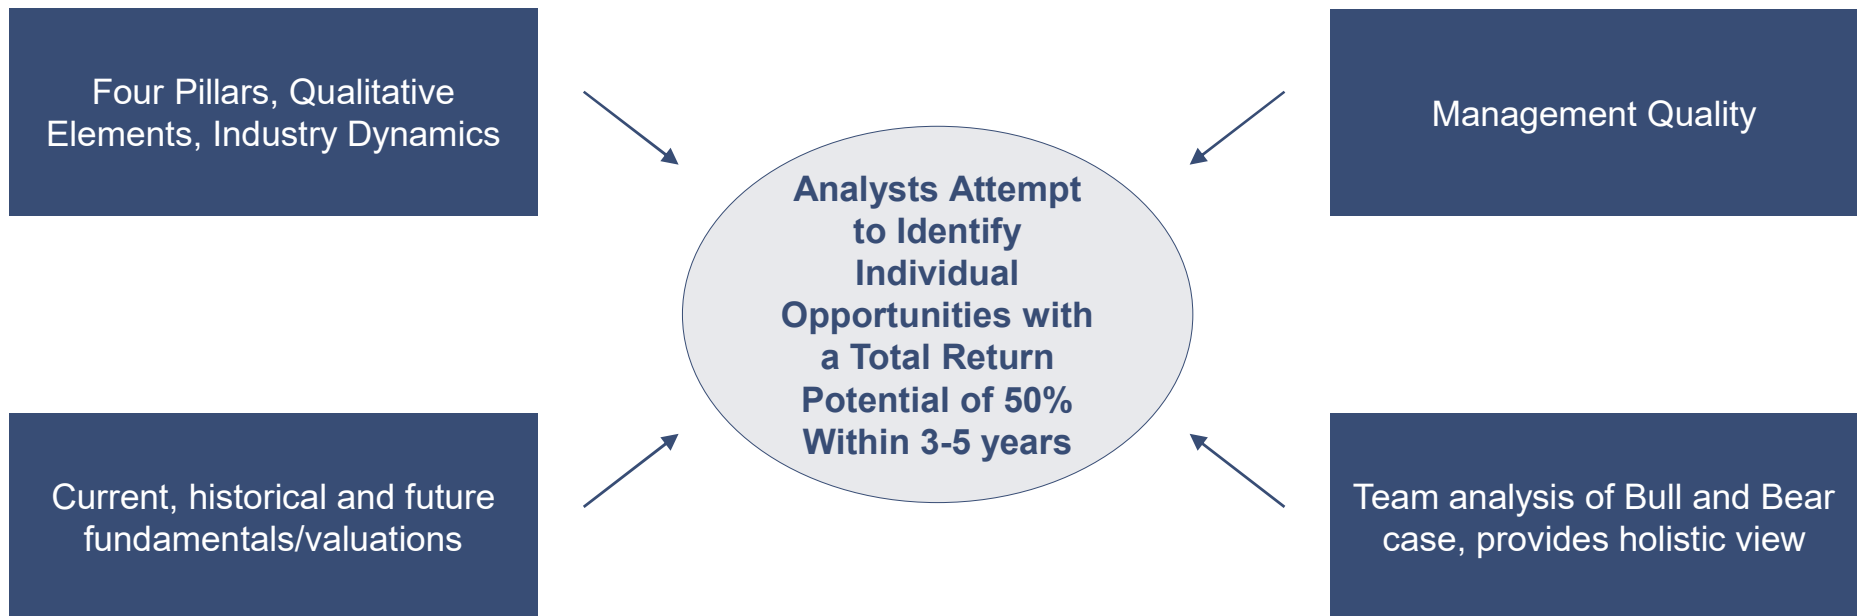 Four Pillars, Qualitative
Elements, Industry Dynamics
Management Quality
Analysts Attempt
to Identify
Individual
Opportunities with
a Total Return
Potential of 50%
Within 3-5 years
Current, historical and future
fundamentals/valuations
Team analysis of Bull and Bear
case, provides holistic view